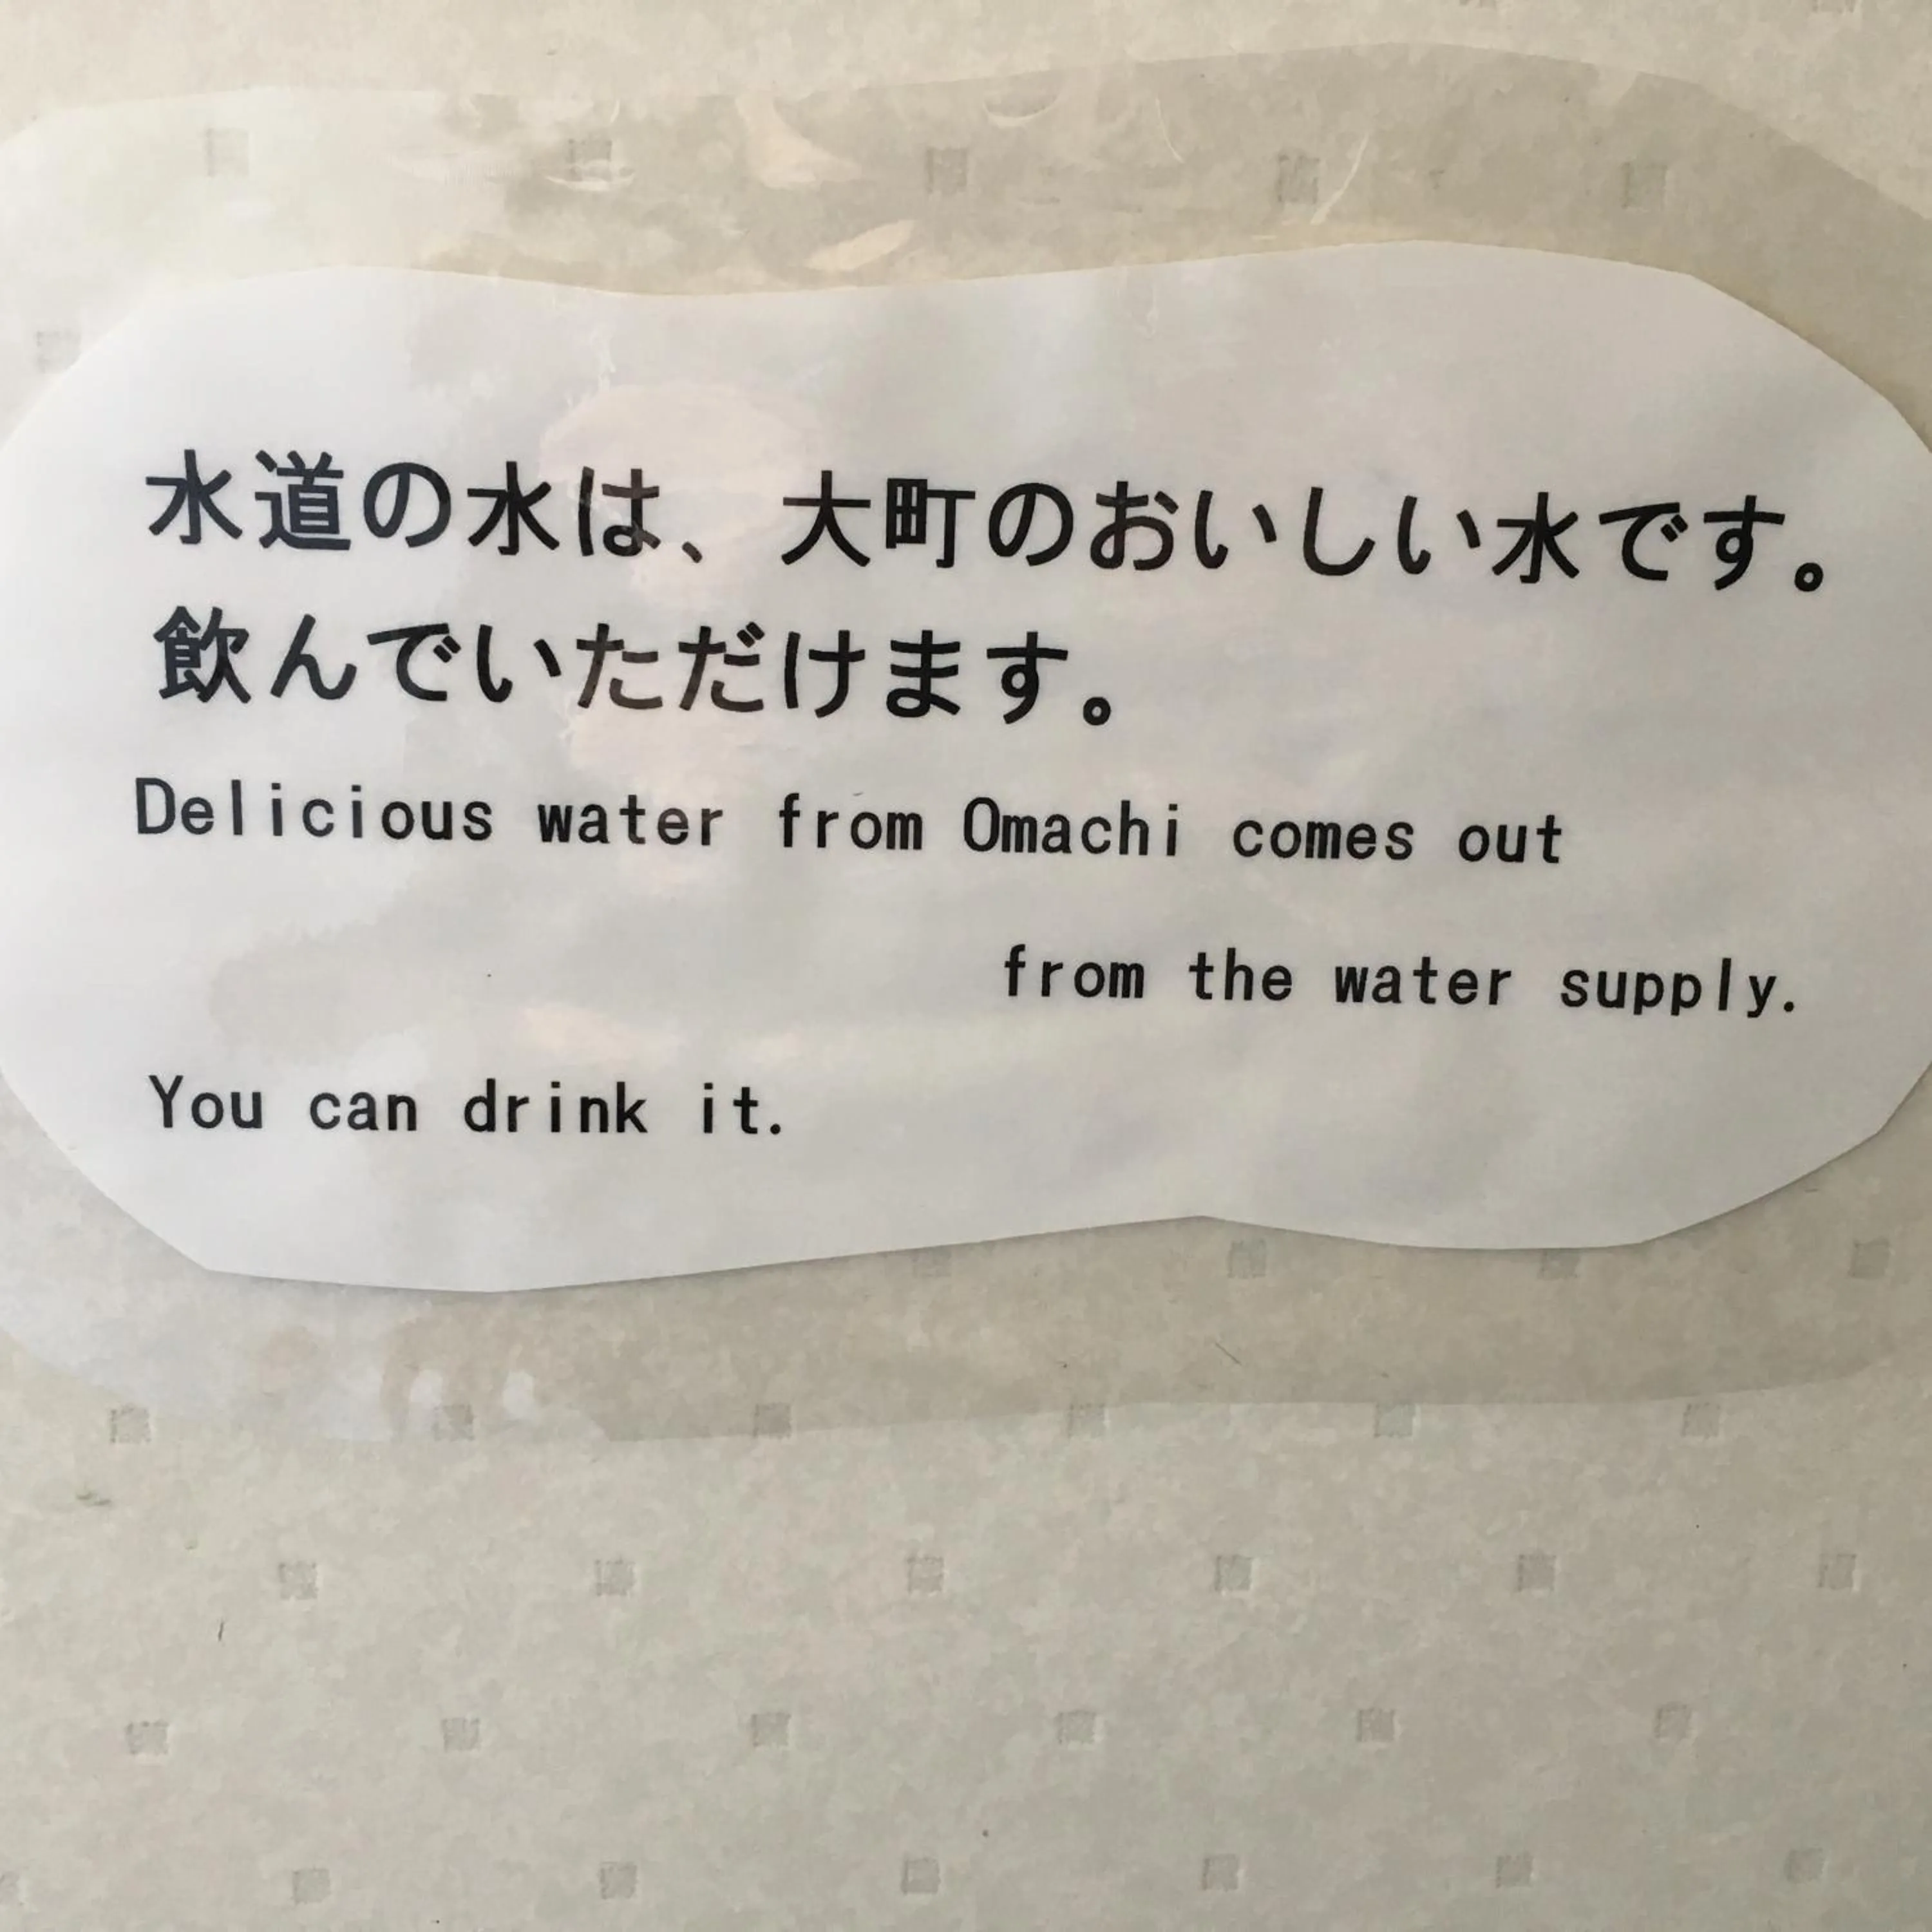 水道の水は、大町のおいしい水です。
飲んでいただけます。
Delicious water from Omachi comes out
from the water supply.
You can drink it.